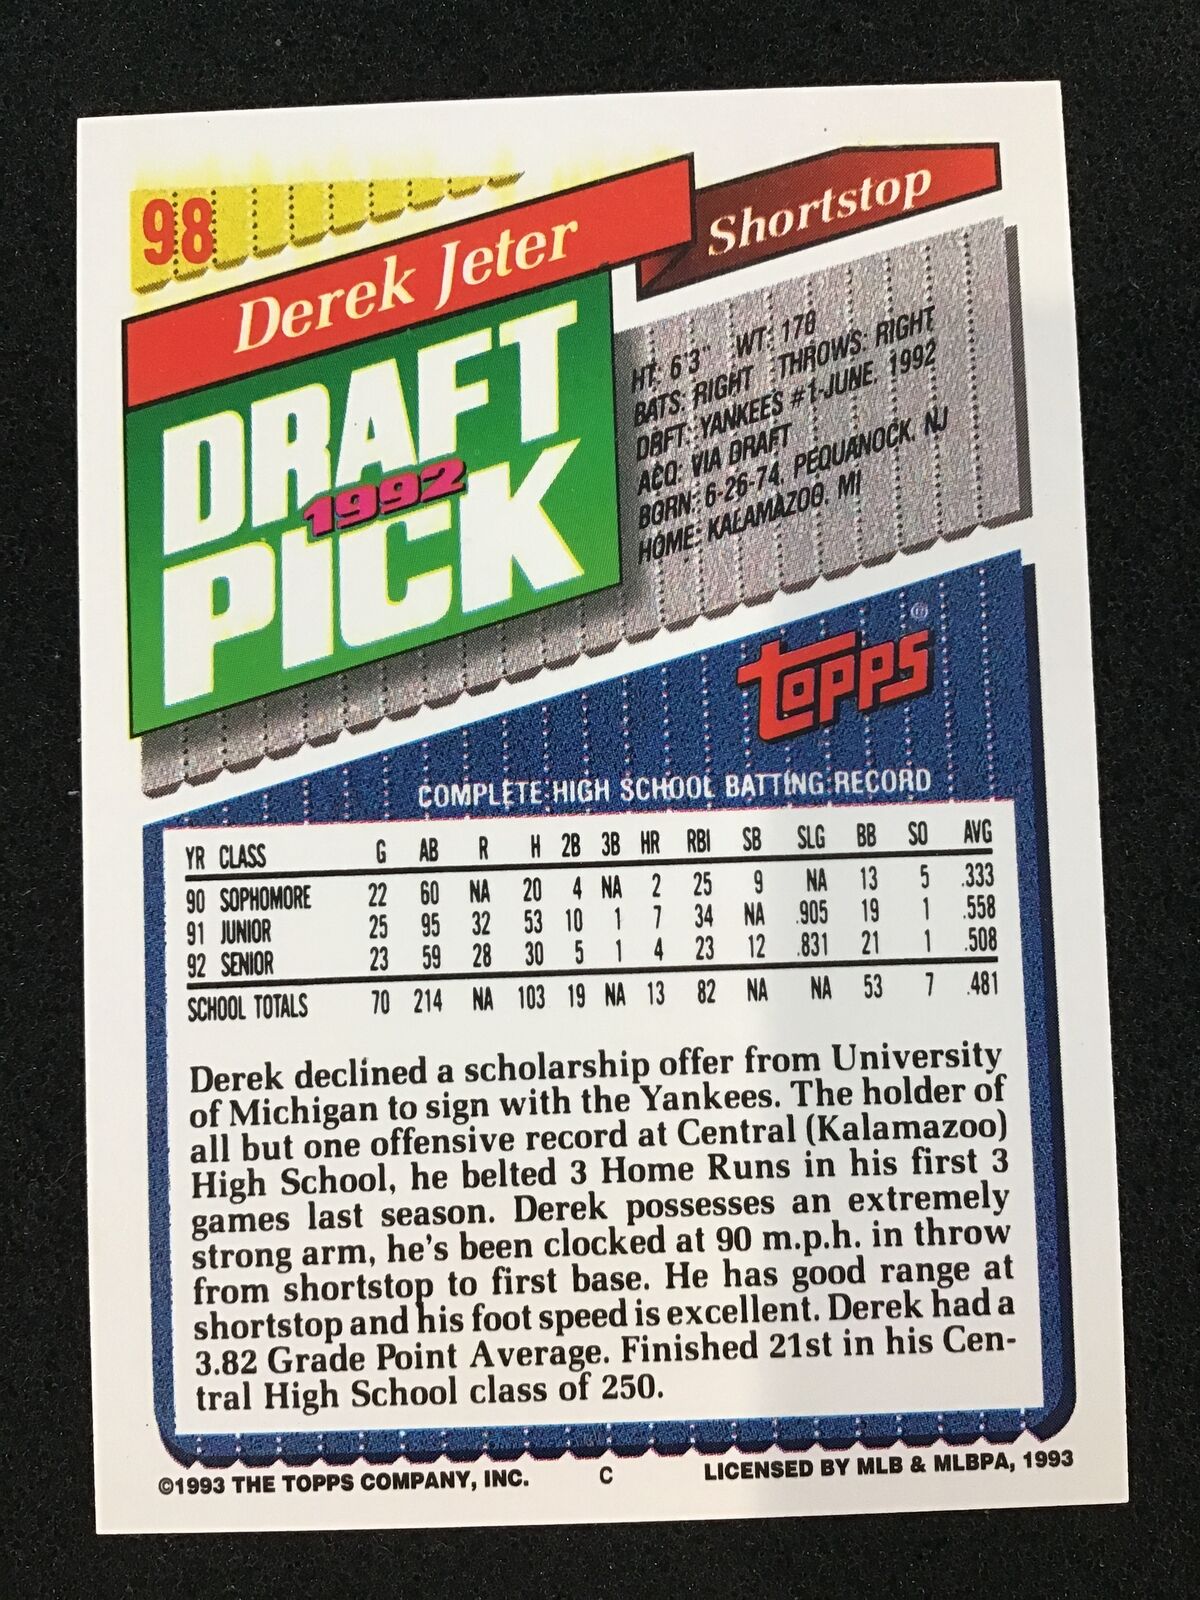 98
Derek Jeter
Shortstop
DRAFT
1992
PICK
HT: 6'3" WT: 178
BATS: RIGHT THROWS: RIGHT
DRFT: YANKEES #1-JUNE, 1992
ACQ: VIA DRAFT
BORN: 6-26-74, PEQUANOCK, NJ
HOME: KALAMAZOO, MI
Topps
COMPLETE HIGH SCHOOL BATTING RECORD
YR CLASS G AB R H 2B 3B HR RBI SB SLG BB SO AVG
90 SOPHOMORE 22 60 NA 20 4 NA 2 25 9 NA 13 5 .333
91 JUNIOR 25 95 32 53 10 1 7 34 NA .905 19 1 .558
92 SENIOR 23 59 28 30 5 1 4 23 12 .831 21 1 .508
SCHOOL TOTALS 70 214 NA 103 19 NA 13 82 NA NA 53 7 .481
Derek declined a scholarship offer from University
of Michigan to sign with the Yankees. The holder of
all but one offensive record at Central (Kalamazoo)
High School, he belted 3 Home Runs in his first 3
games last season. Derek possesses an extremely
strong arm, he's been clocked at 90 m.p.h. in throw
from shortstop to first base. He has good range at
shortstop and his foot speed is excellent. Derek had a
3.82 Grade Point Average. Finished 21st in his Cen-
tral High School class of 250.
©1993 THE TOPPS COMPANY, INC. C LICENSED BY MLB & MLBPA, 1993